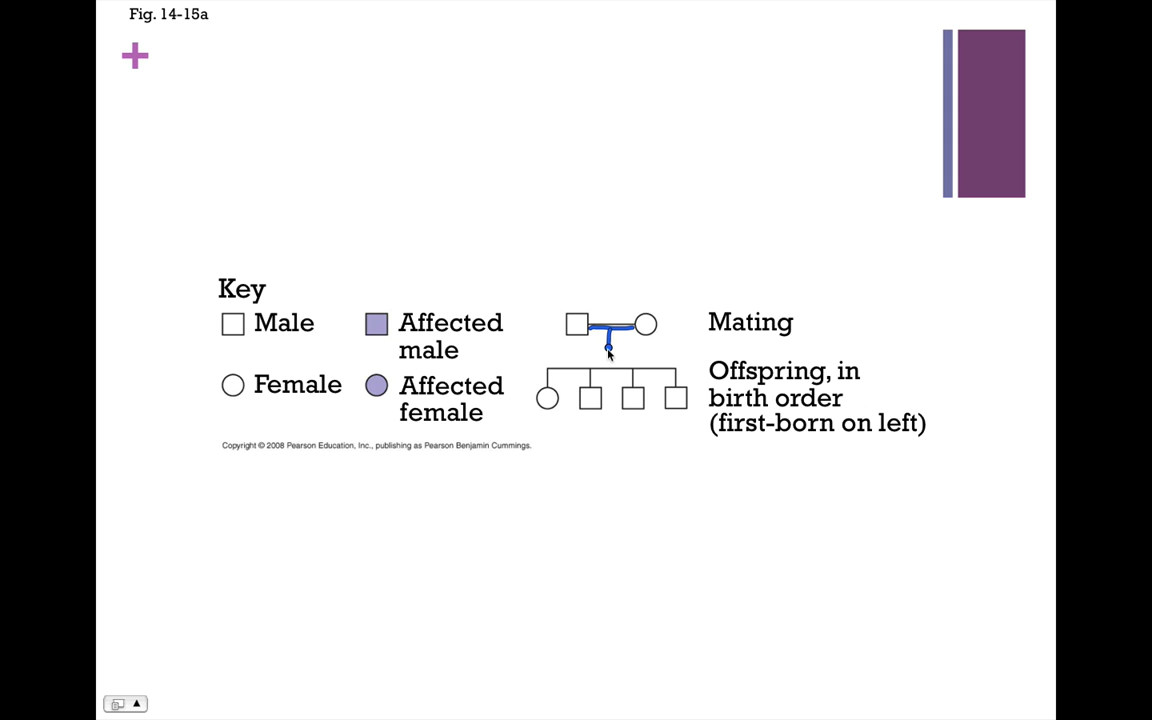 Fig. 14-15a
+
Key
Male
Affected
male
Mating
Female
Affected
female
Offspring, in
birth order
(first-born on left)
Copyright © 2008 Pearson Education, Inc., publishing as Pearson Benjamin Cummings.